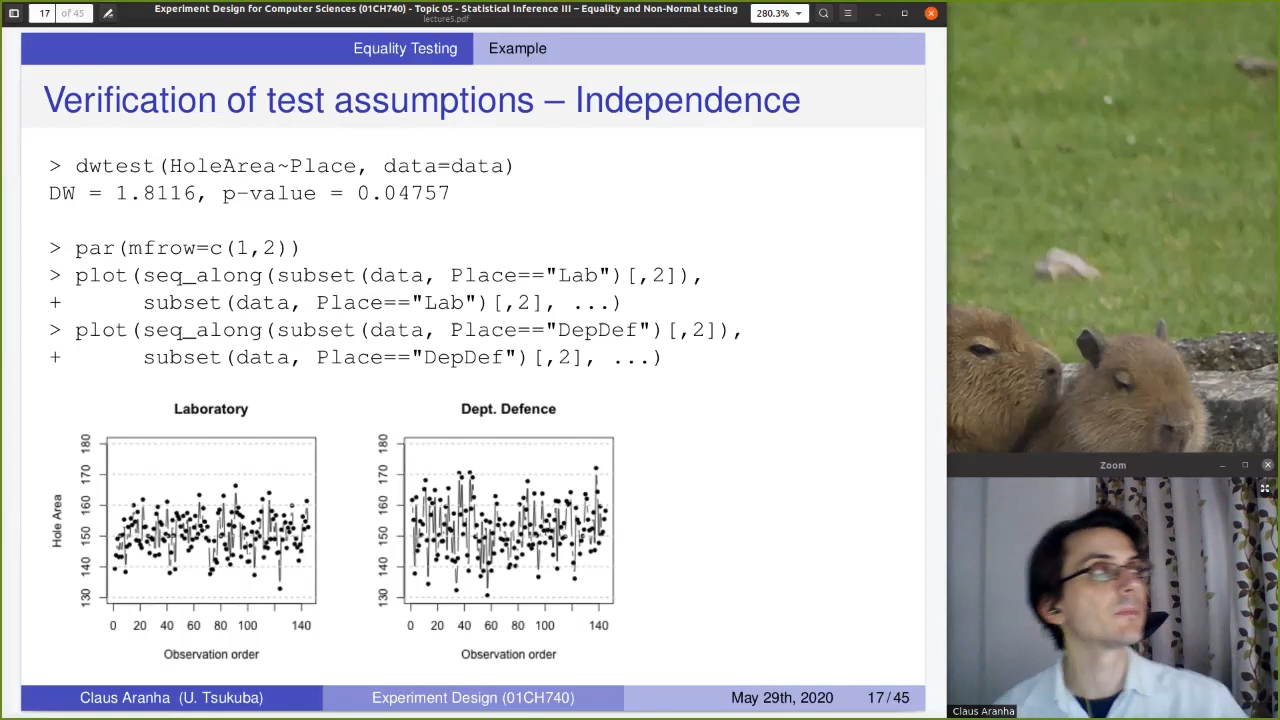 17 of 45
Experiment Design for Computer Sciences (01CH740) - Topic 05 - Statistical Inference III – Equality and Non-Normal testing
lecture5.pdf
280.3%
Equality Testing Example
Verification of test assumptions – Independence
> dwtest(HoleArea~Place, data=data)
DW = 1.8116, p-value = 0.04757
> par(mfrow=c(1,2))
> plot(seq_along(subset(data, Place=="Lab")[,2]),
+ subset(data, Place=="Lab")[,2], ...)
> plot(seq_along(subset(data, Place=="DepDef")[,2]),
+ subset(data, Place=="DepDef")[,2], ...)
Laboratory
Hole Area
180
170
160
150
140
130
0 20 40 60 80 100 140
Observation order
Dept. Defence
180
170
160
150
140
130
0 20 40 60 80 100 140
Observation order
Claus Aranha (U. Tsukuba) Experiment Design (01CH740) May 29th, 2020 17 / 45
Zoom
Claus Aranha